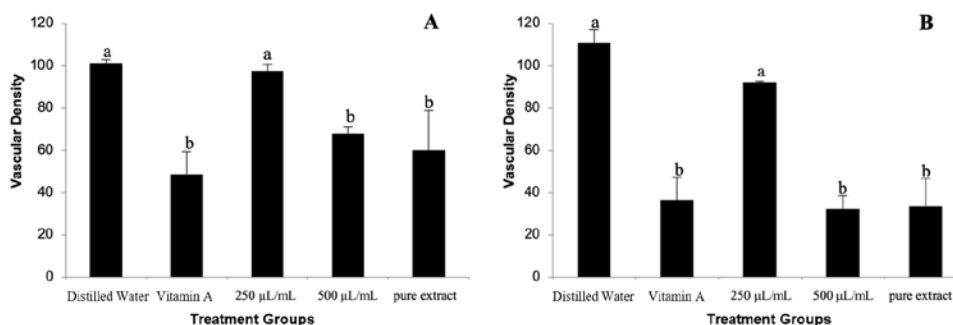 A
120
100
80
60
40
20
0
Vascular Density
a
b
a
b
b
Distilled Water
Vitamin A
250 µL/mL
500 µL/mL
pure extract
Treatment Groups
B
120
100
80
60
40
20
0
Vascular Density
a
b
a
b
b
Distilled Water
Vitamin A
250 µL/mL
500 µL/mL
pure extract
Treatment Groups